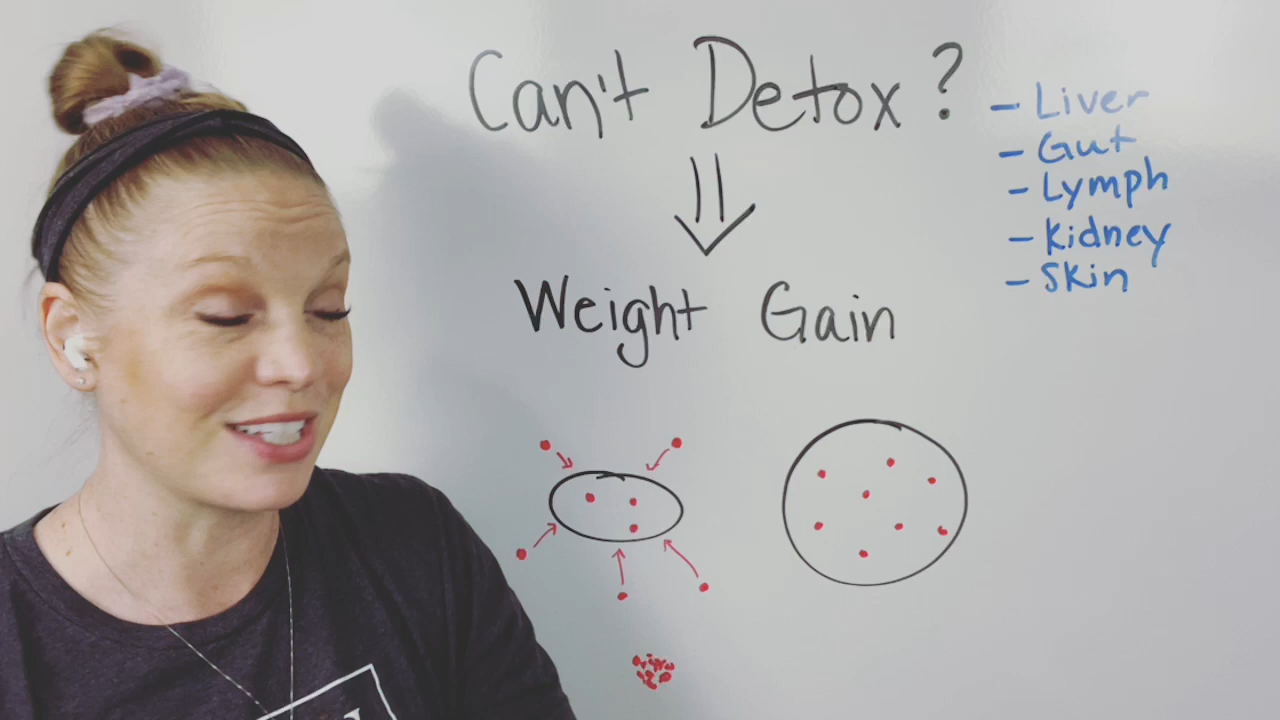 Can't Detox?
- Liver
- Gut
- Lymph
- Kidney
- Skin
Weight Gain